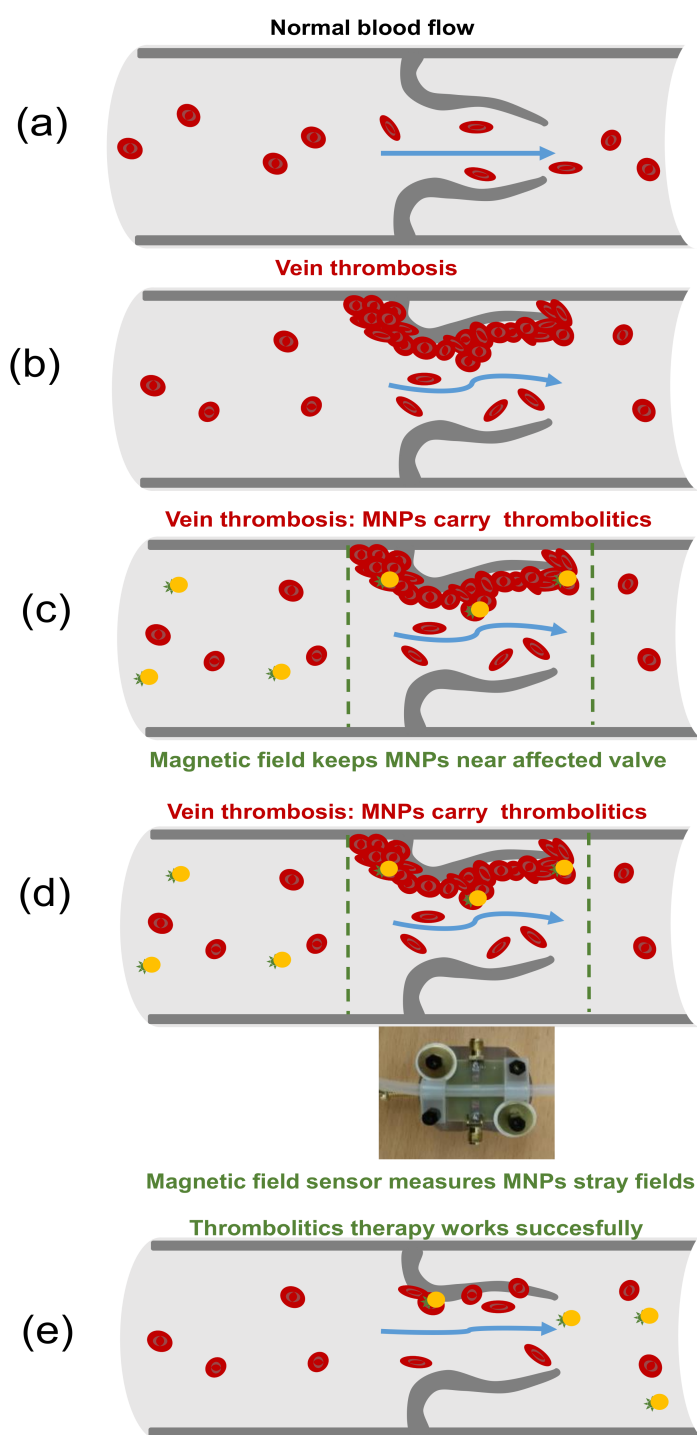 Normal blood flow
(a)
Vein thrombosis
(b)
Vein thrombosis: MNPs carry thrombolitics
(c)
Magnetic field keeps MNPs near affected valve
Vein thrombosis: MNPs carry thrombolitics
(d)
Magnetic field sensor measures MNPs stray fields
Thrombolitics therapy works succesfully
(e)